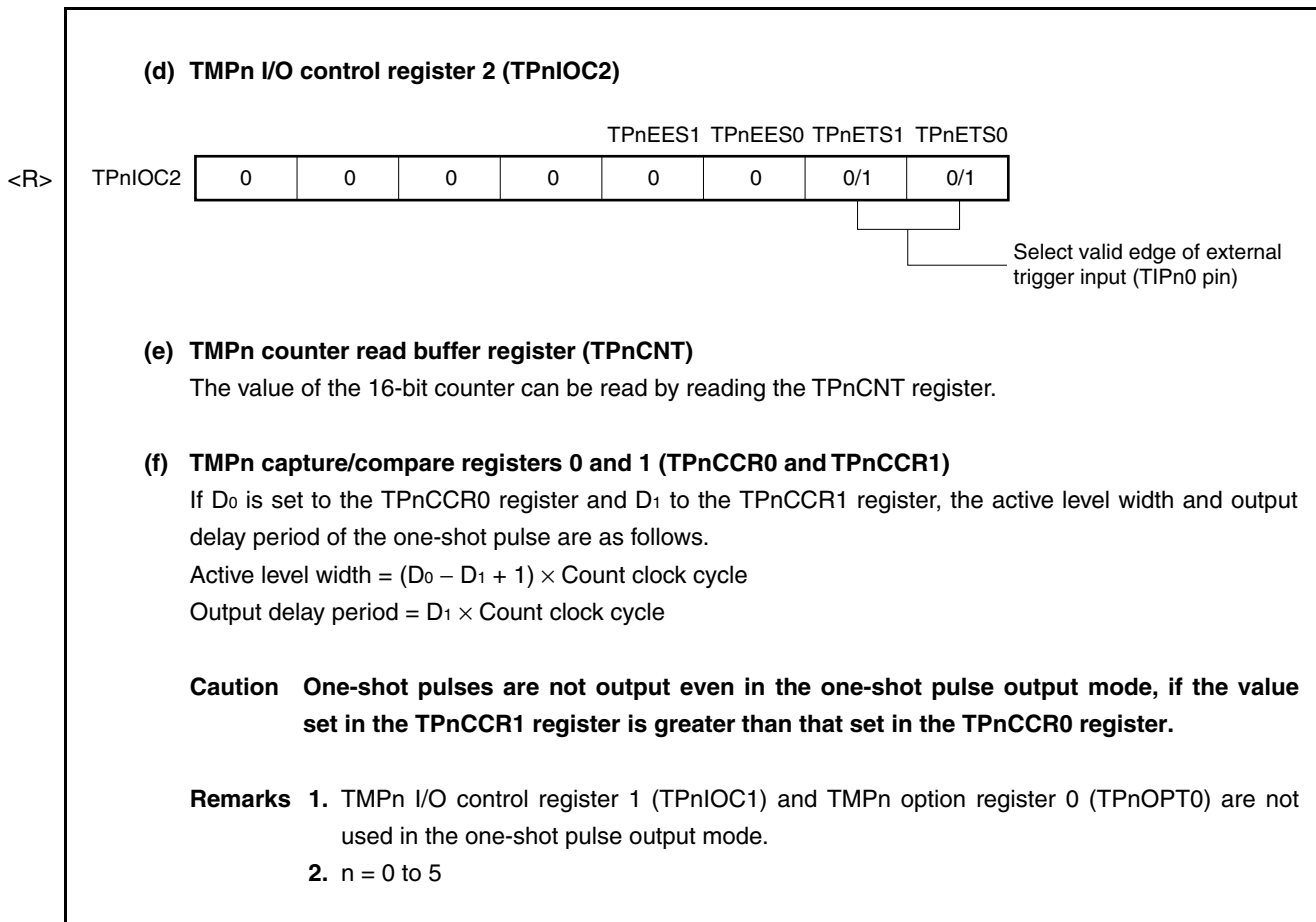 (d) TMPn I/O control register 2 (TPnIOC2)
TPnEES1 TPnEES0 TPnETS1 TPnETS0
<R> TPnIOC2 0 0 0 0 0 0 0/1 0/1
Select valid edge of external
trigger input (TIPn0 pin)
(e) TMPn counter read buffer register (TPnCNT)
The value of the 16-bit counter can be read by reading the TPnCNT register.
(f) TMPn capture/compare registers 0 and 1 (TPnCCR0 and TPnCCR1)
If D0 is set to the TPnCCR0 register and D1 to the TPnCCR1 register, the active level width and output
delay period of the one-shot pulse are as follows.
Active level width = (D0 − D1 + 1) × Count clock cycle
Output delay period = D1 × Count clock cycle
Caution One-shot pulses are not output even in the one-shot pulse output mode, if the value
set in the TPnCCR1 register is greater than that set in the TPnCCR0 register.
Remarks 1. TMPn I/O control register 1 (TPnIOC1) and TMPn option register 0 (TPnOPT0) are not
used in the one-shot pulse output mode.
2. n = 0 to 5